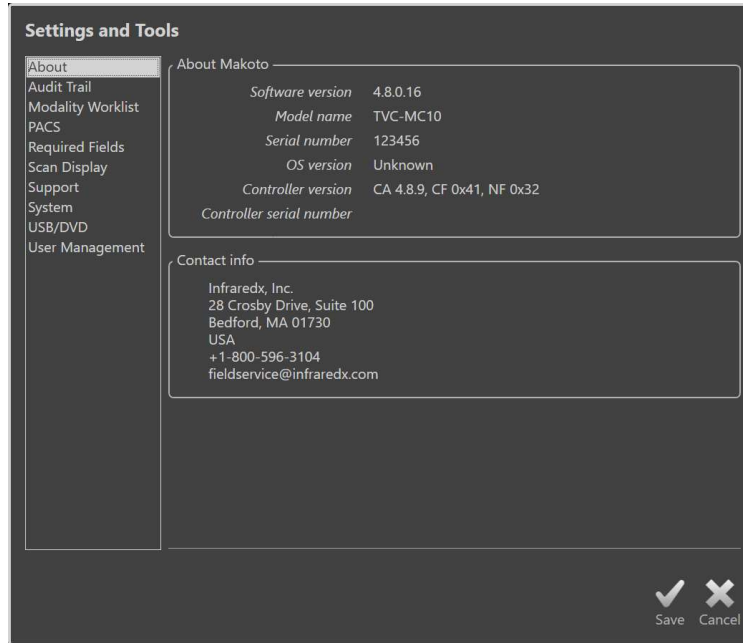 Settings and Tools
About
Audit Trail
Modality Worklist
PACS
Required Fields
Scan Display
Support
System
USB/DVD
User Management
About Makoto
Software version 4.8.0.16
Model name TVC-MC10
Serial number 123456
OS version Unknown
Controller version CA 4.8.9, CF 0x41, NF 0x32
Controller serial number
Contact info
Infraredx, Inc.
28 Crosby Drive, Suite 100
Bedford, MA 01730
USA
+1-800-596-3104
fieldservice@infraredx.com
Save Cancel